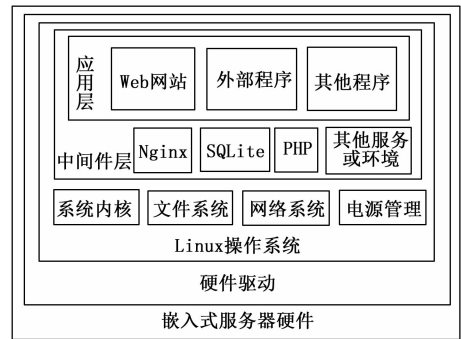 应用层
Web网站
外部程序
其他程序
中间件层
Nginx
SQLite
PHP
其他服务
或环境
系统内核
文件系统
网络系统
电源管理
Linux操作系统
硬件驱动
嵌入式服务器硬件